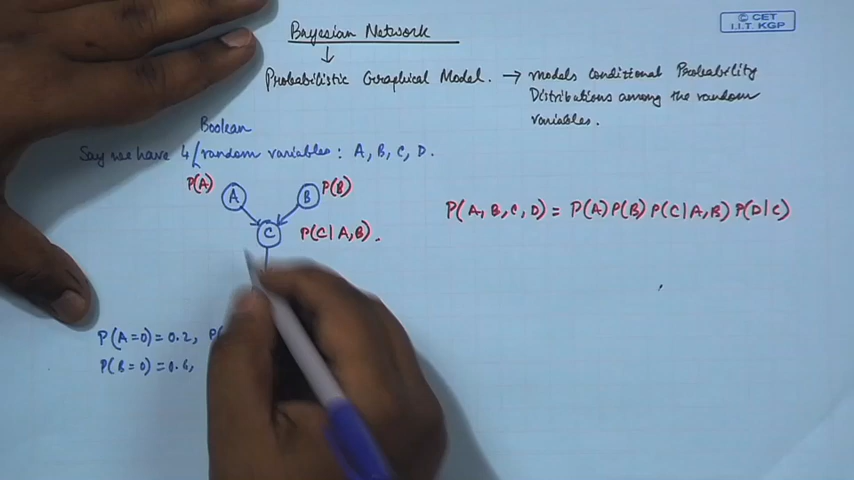 Bayesian Network
© CET
I.I.T. KGP
Probabilistic Graphical Model. → models Conditional Probability
Distributions among the random
variables.
Boolean
Say we have 4 random variables: A, B, C, D.
P(A) A B P(B)
C P(C|A,B).
P(A, B, C, D) = P(A) P(B) P(C|A,B) P(D|C)
P(A=0)=0.2, P(
P(B=0)=0.6,